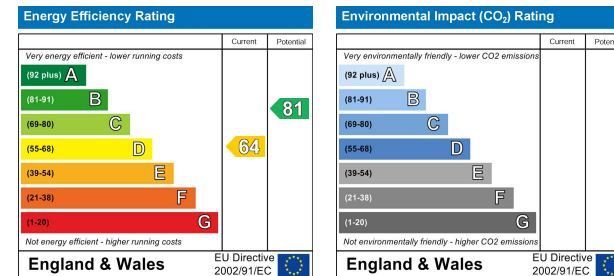 Energy Efficiency Rating
Current Potential
Very energy efficient - lower running costs
(92 plus) A
(81-91) B
(69-80) C
(55-68) D
(39-54) E
(21-38) F
(1-20) G
81
64
Not energy efficient - higher running costs
England & Wales
EU Directive
2002/91/EC
Environmental Impact (CO₂) Rating
Current
Very environmentally friendly - lower CO2 emissions
(92 plus) A
(81-91) B
(69-80) C
(55-68) D
(39-54) E
(21-38) F
(1-20) G
Not environmentally friendly - higher CO2 emissions
England & Wales
EU Directive
2002/91/EC